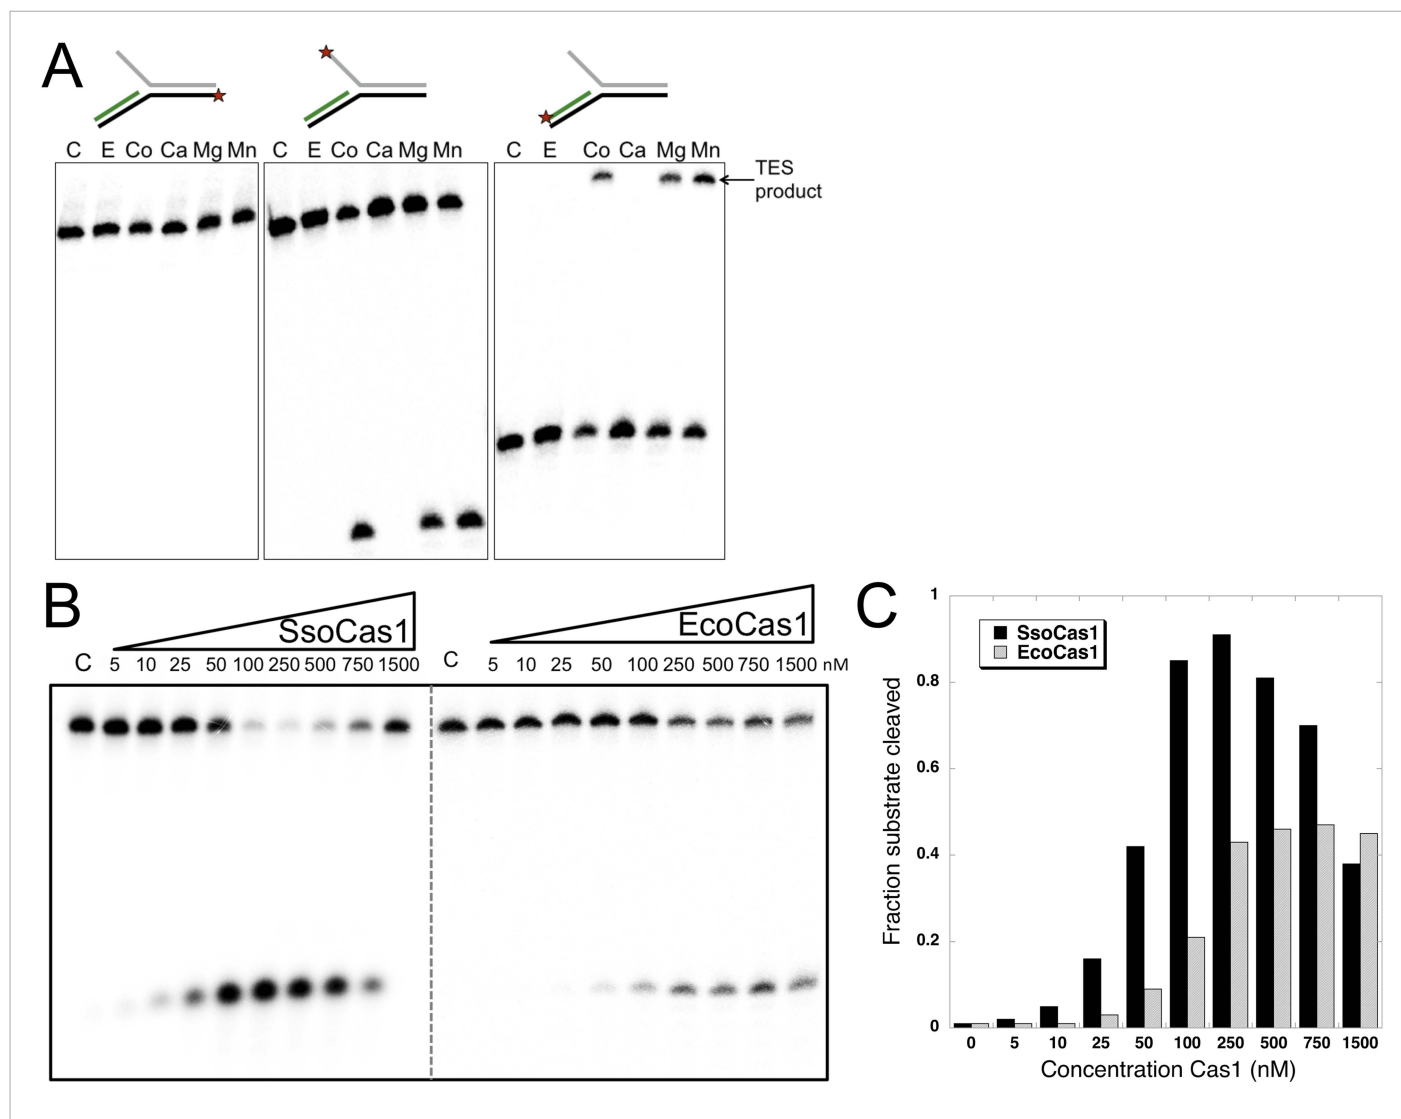 A
C E Co Ca Mg Mn
C E Co Ca Mg Mn
C E Co Ca Mg Mn
TES
product
B
SsoCas1
C 5 10 25 50 100 250 500 750 1500
EcoCas1
C 5 10 25 50 100 250 500 750 1500 nM
C
SsoCas1
EcoCas1
Fraction substrate cleaved
1
0.8
0.6
0.4
0.2
0
0 5 10 25 50 100 250 500 750 1500
Concentration Cas1 (nM)